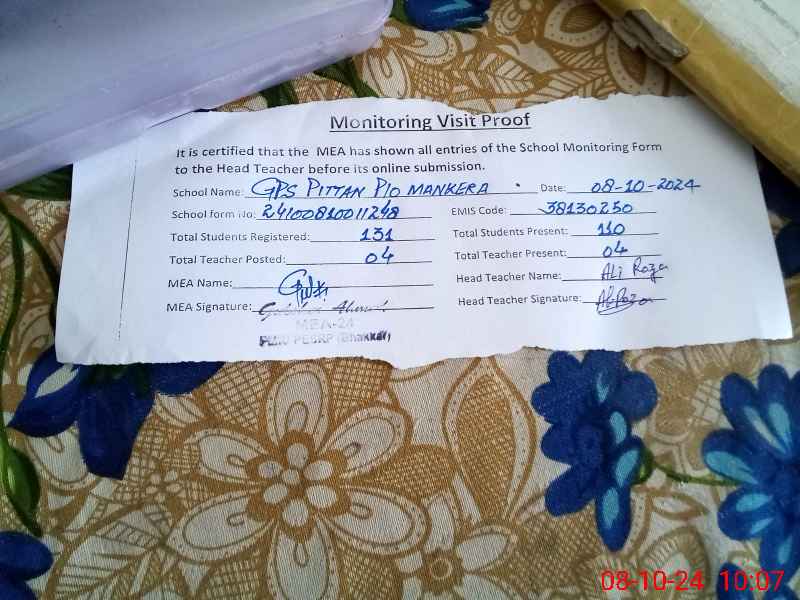 Monitoring Visit Proof
It is certified that the MEA has shown all entries of the School Monitoring Form
to the Head Teacher before its online submission.
School Name: GPS PITTAN P/O MANKERA Date: 08-10-2024
School form No: 24100810011248 EMIS Code: 38130250
Total Students Registered: 131 Total Students Present: 110
Total Teacher Posted: 04 Total Teacher Present: 04
MEA Name: Head Teacher Name: ALi Raza
MEA Signature: Head Teacher Signature: AliRaza
MEA-24
PESRP (Bhakkar)
08-10-24 10:07